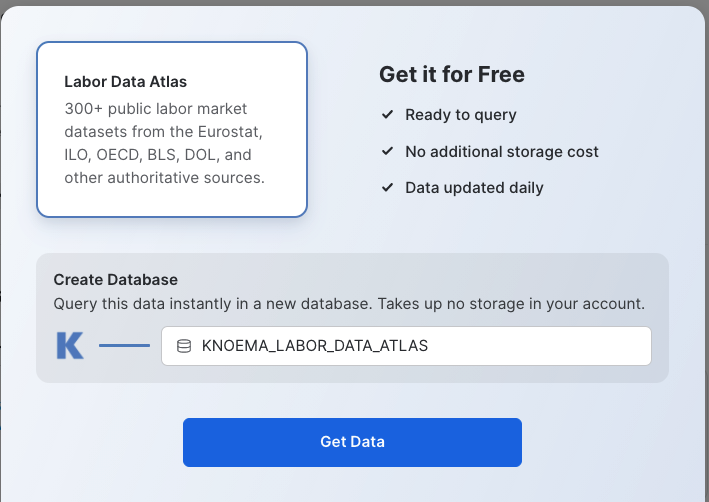 Labor Data Atlas
300+ public labor market
datasets from the Eurostat,
ILO, OECD, BLS, DOL, and
other authoritative sources.
Get it for Free
Ready to query
No additional storage cost
Data updated daily
Create Database
Query this data instantly in a new database. Takes up no storage in your account.
K
KNOEMA_LABOR_DATA_ATLAS
Get Data